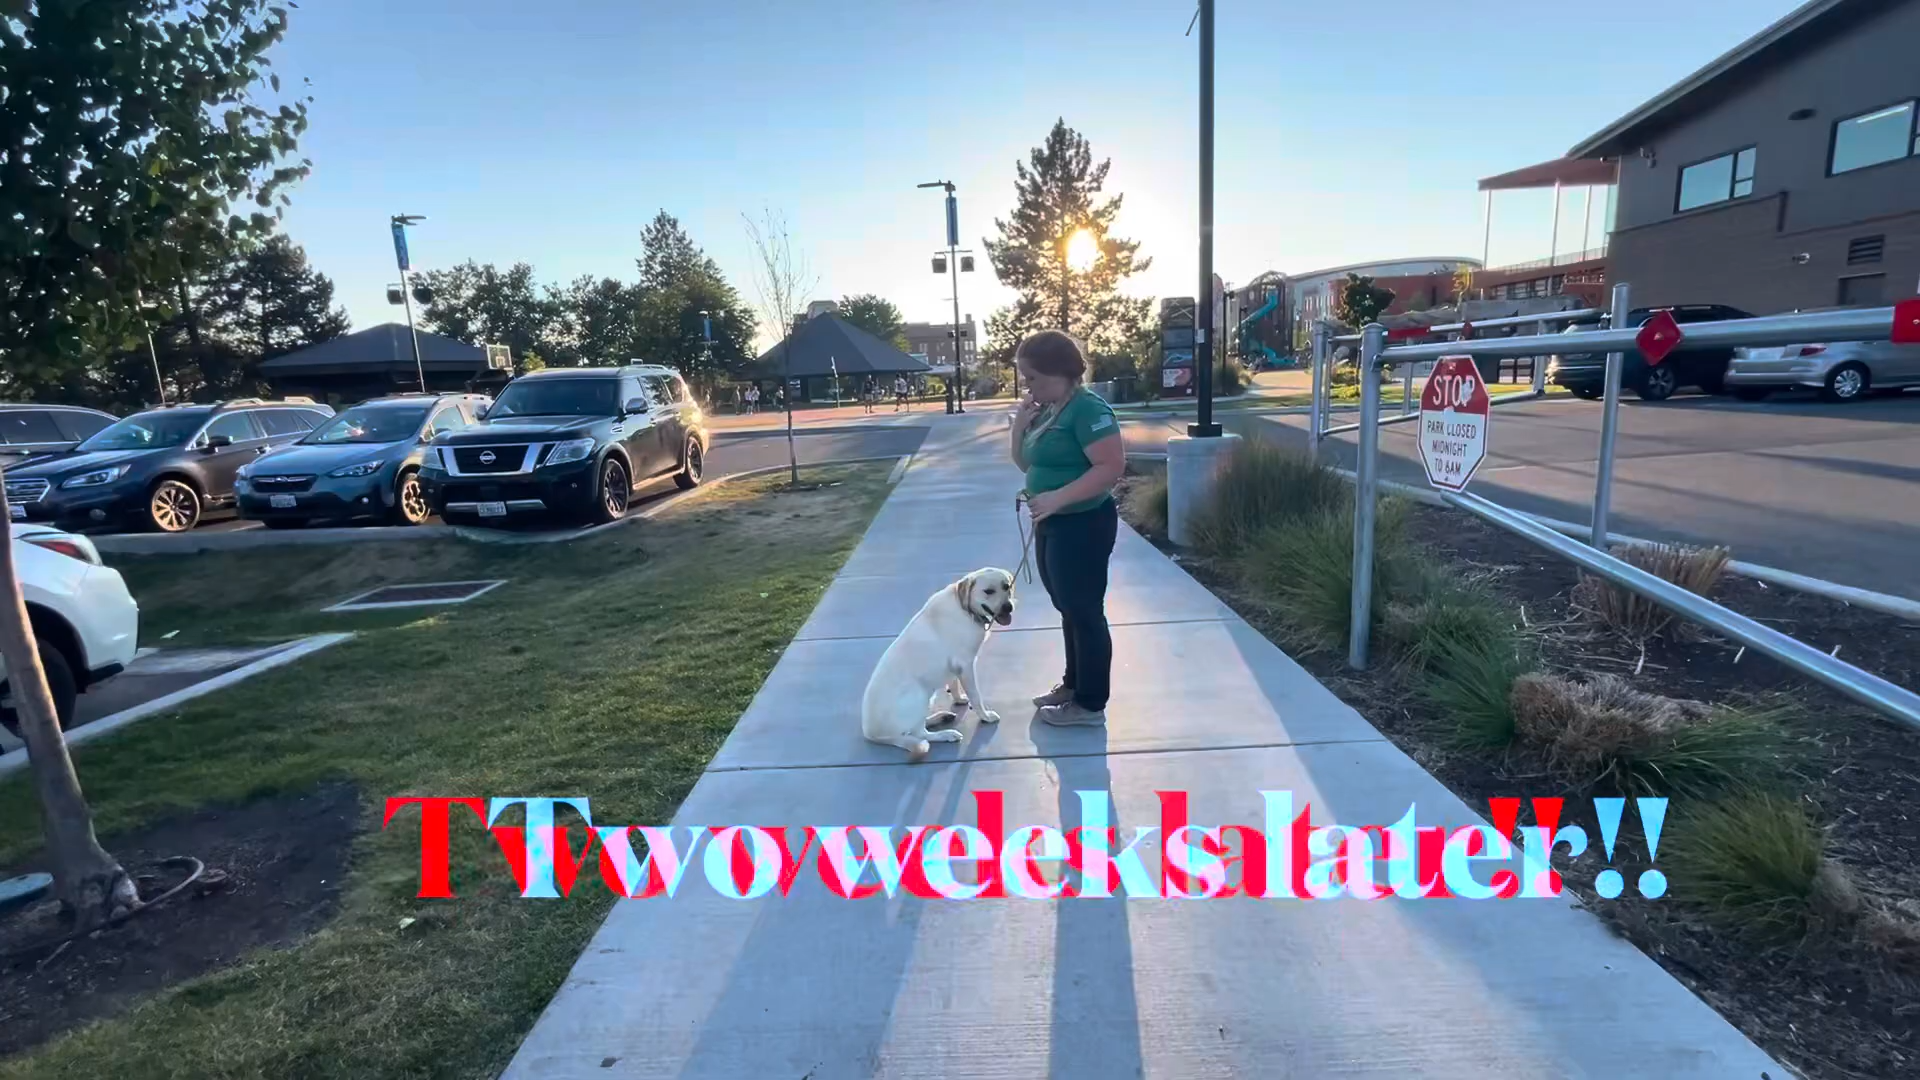 STOP
PARK CLOSED
MIDNIGHT
TO 6AM
Two weeks later!!